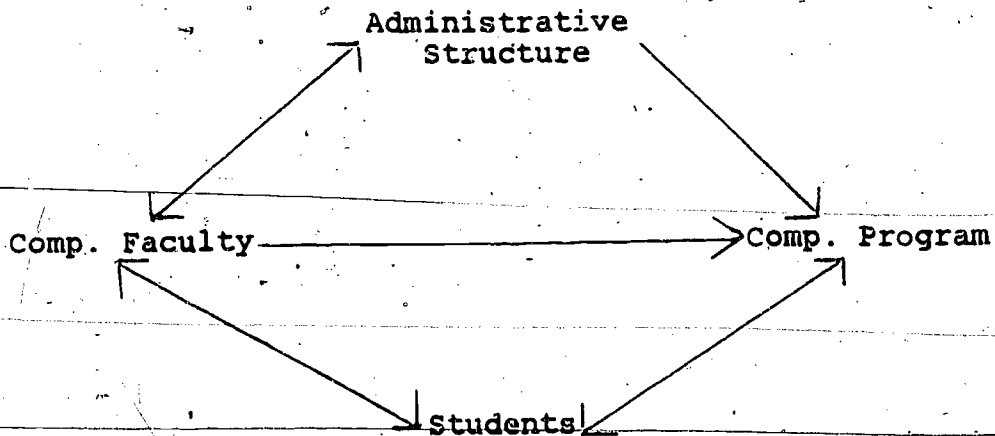 Administrative
Structure
Comp. Faculty
Comp. Program
Students